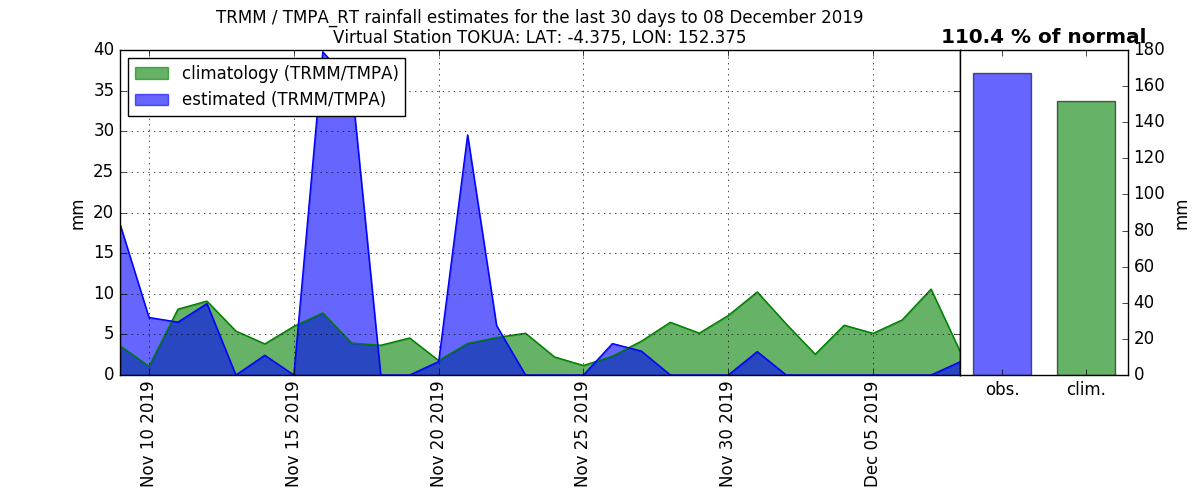 TRMM / TMPA_RT rainfall estimates for the last 30 days to 08 December 2019
Virtual Station TOKUA: LAT: -4.375, LON: 152.375
110.4 % of normal
climatology (TRMM/TMPA)
estimated (TRMM/TMPA)
40
35
30
25
20
15
10
5
0
mm
Nov 10 2019
Nov 15 2019
Nov 20 2019
Nov 25 2019
Nov 30 2019
Dec 05 2019
180
160
140
120
100
80
60
40
20
0
mm
obs.
clim.